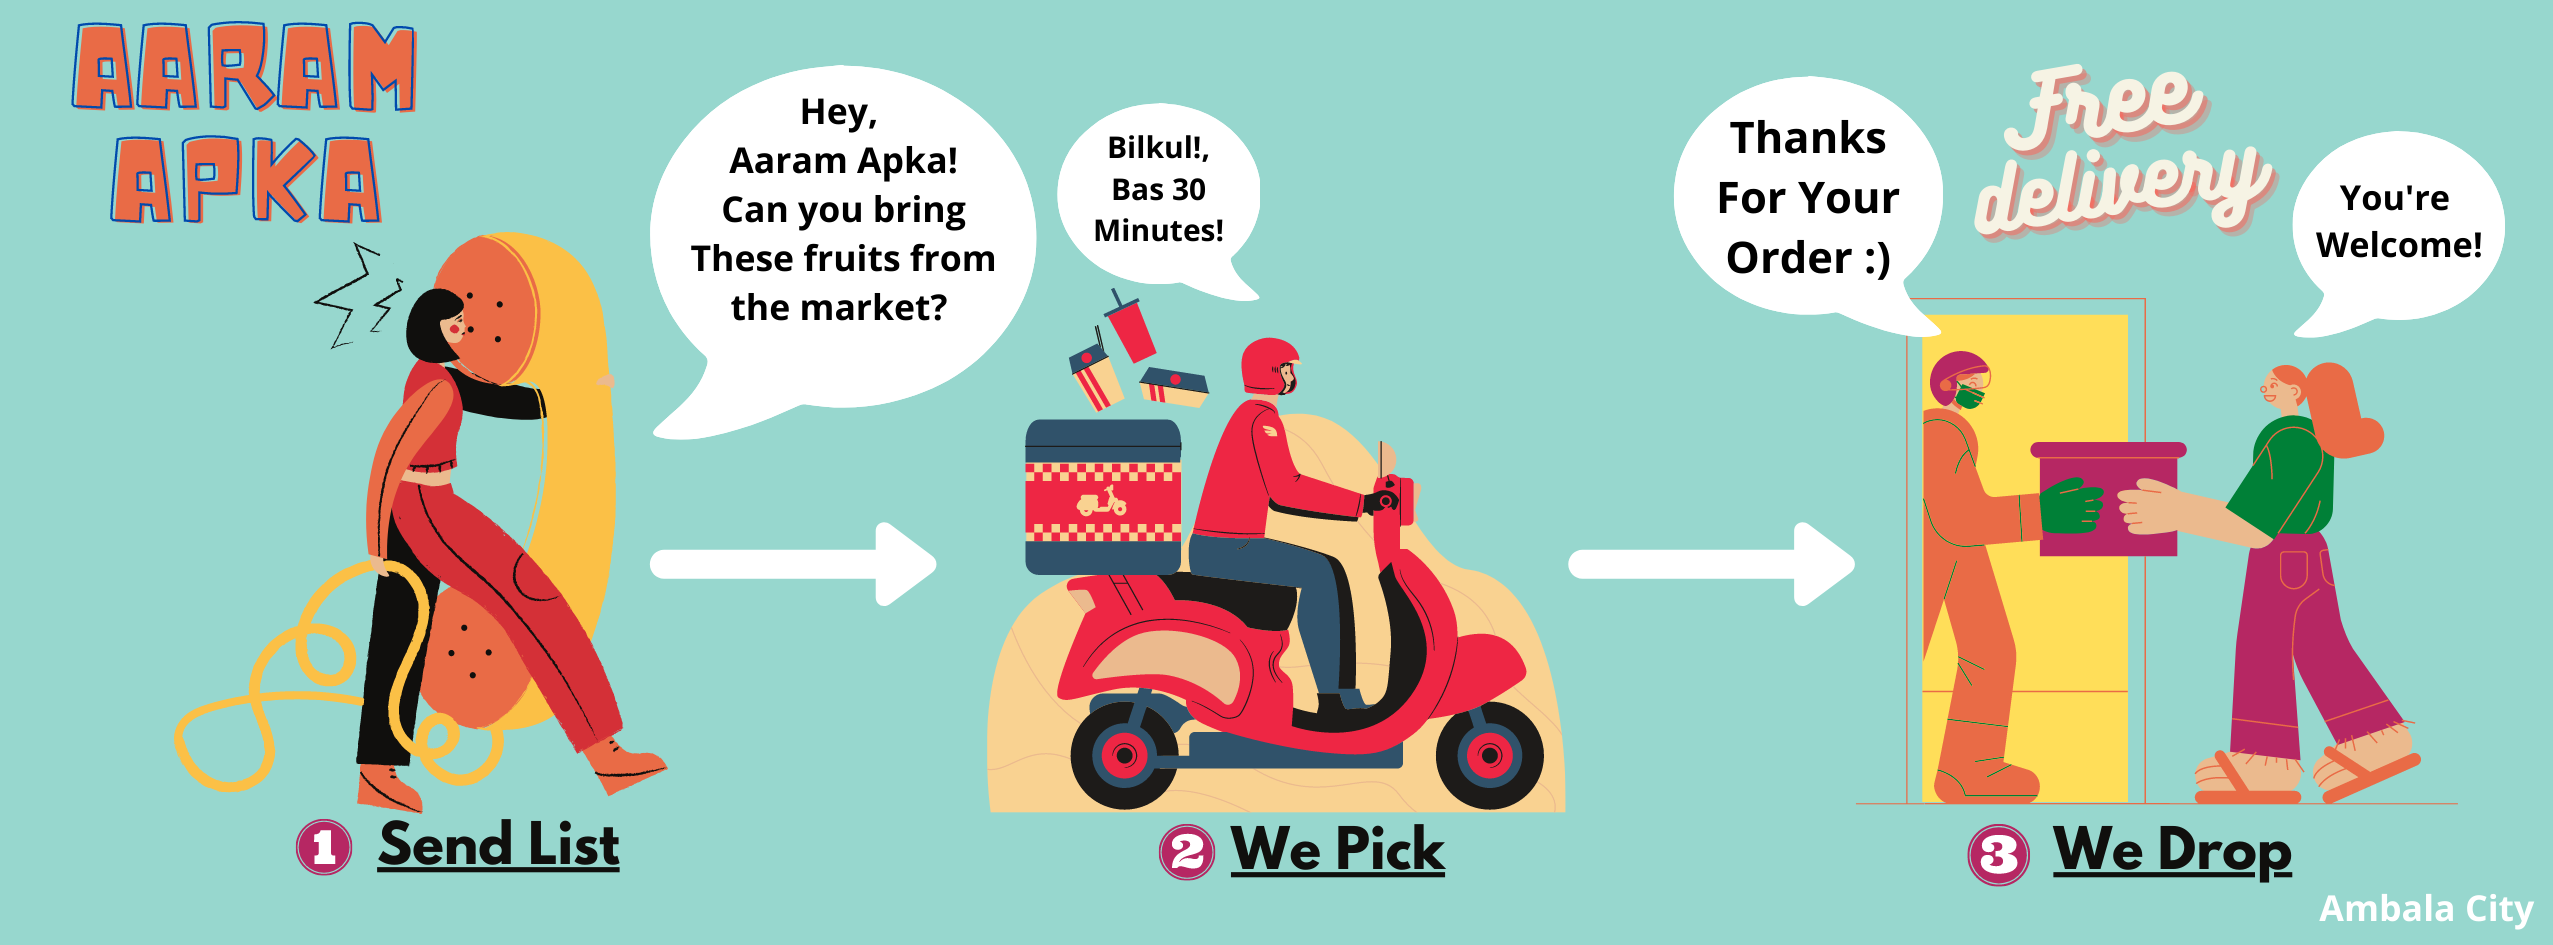 AARAM
APKA
Hey,
Aaram Apka!
Can you bring
These fruits from
the market?
Bilkul!,
Bas 30
Minutes!
Thanks
For Your
Order :)
Free
delivery
You're
Welcome!
1 Send List
2 We Pick
3 We Drop
Ambala City